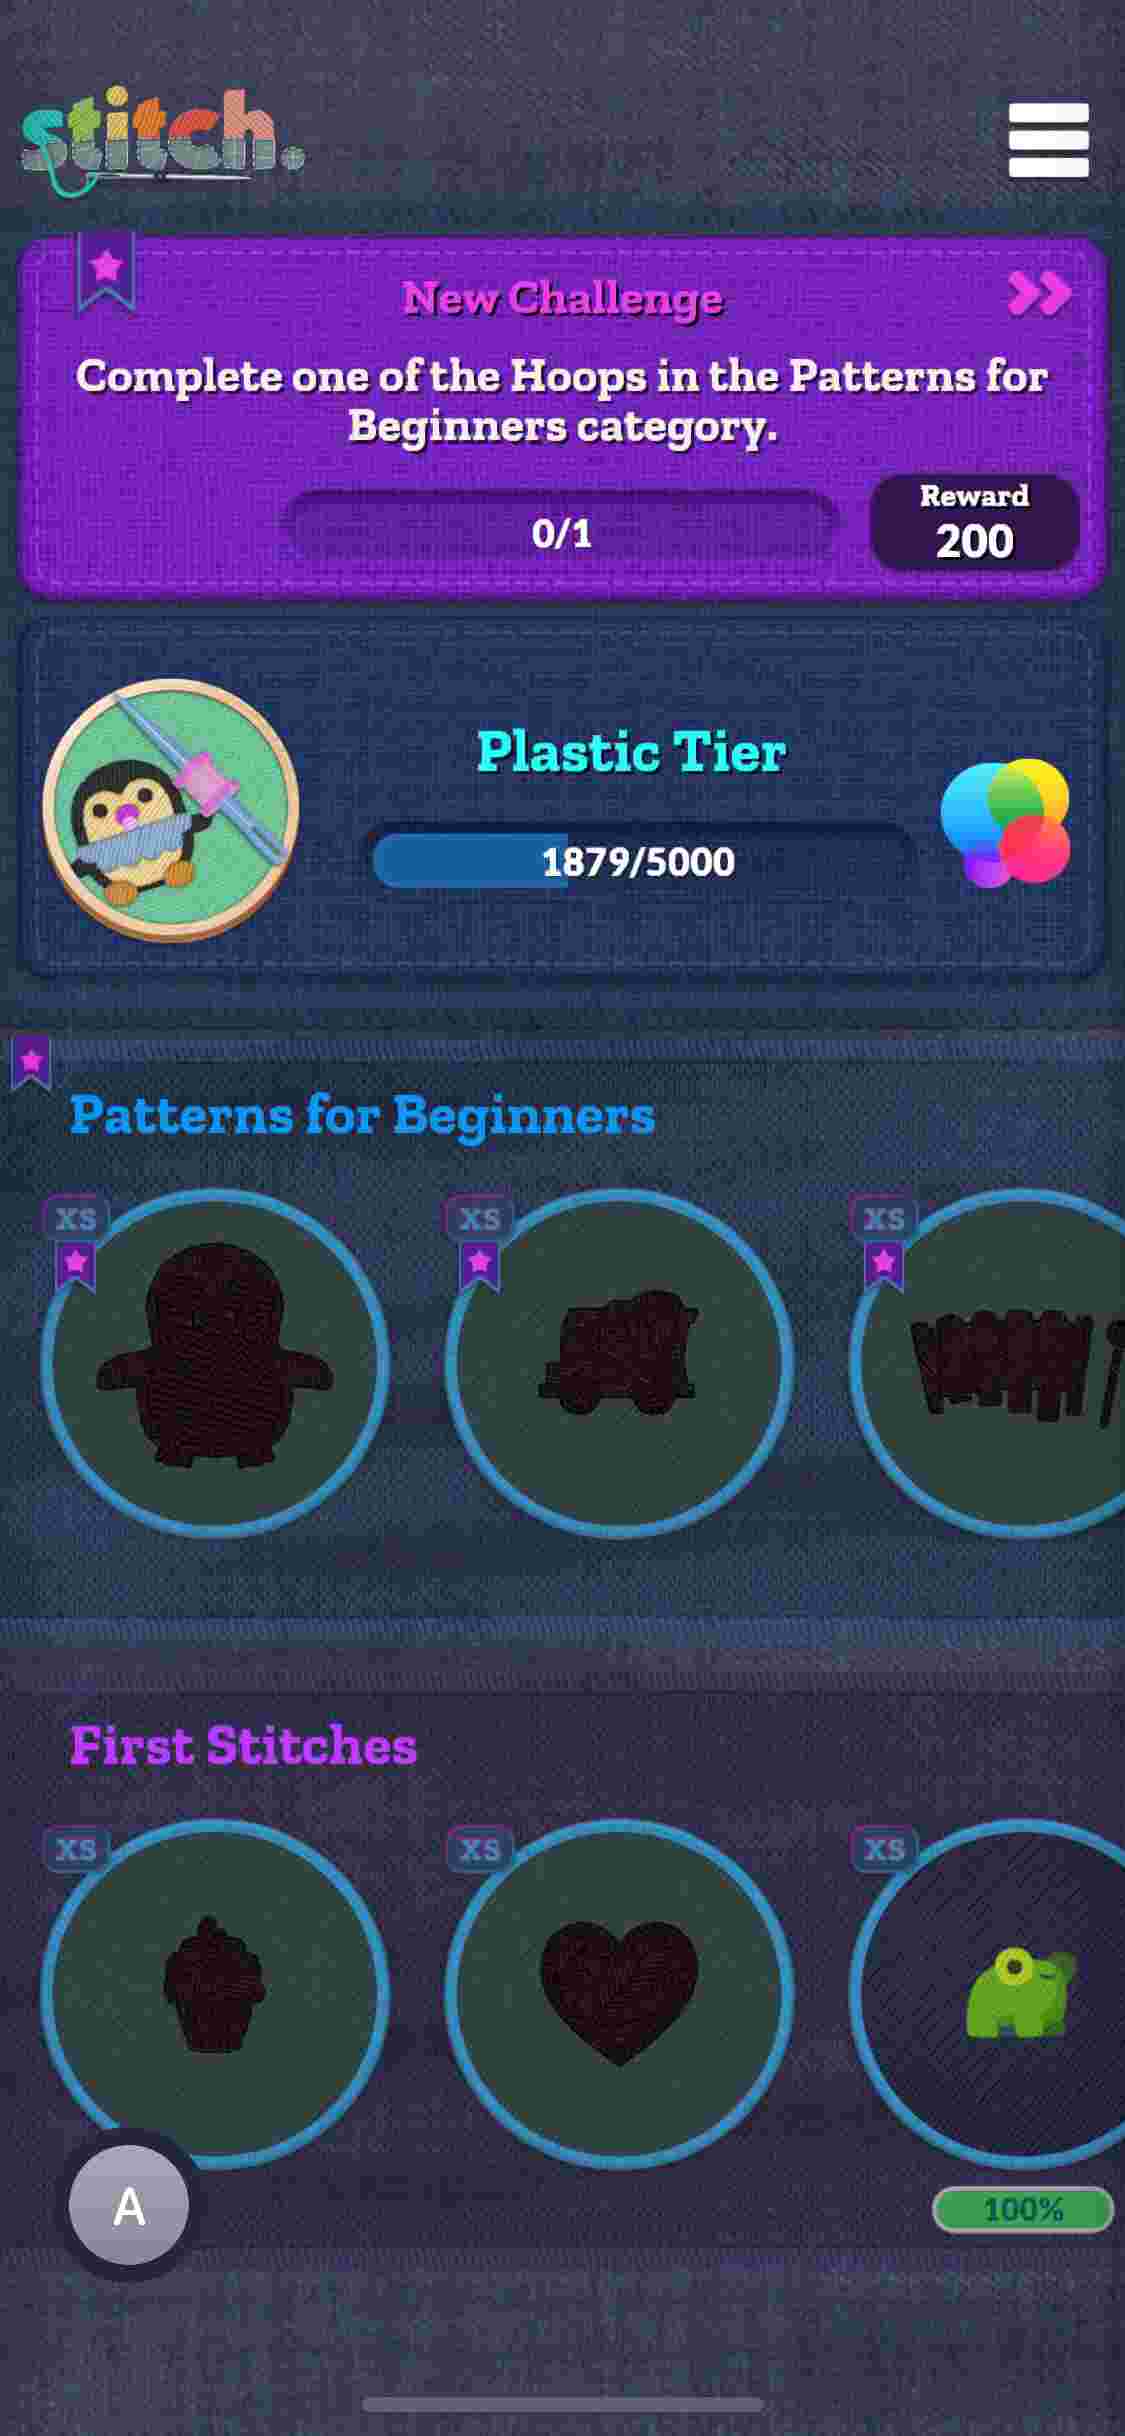 stitch.
New Challenge
Complete one of the Hoops in the Patterns for
Beginners category.
0/1
Reward
200
Plastic Tier
1879/5000
Patterns for Beginners
XS
XS
XS
First Stitches
XS
XS
XS
A
100%